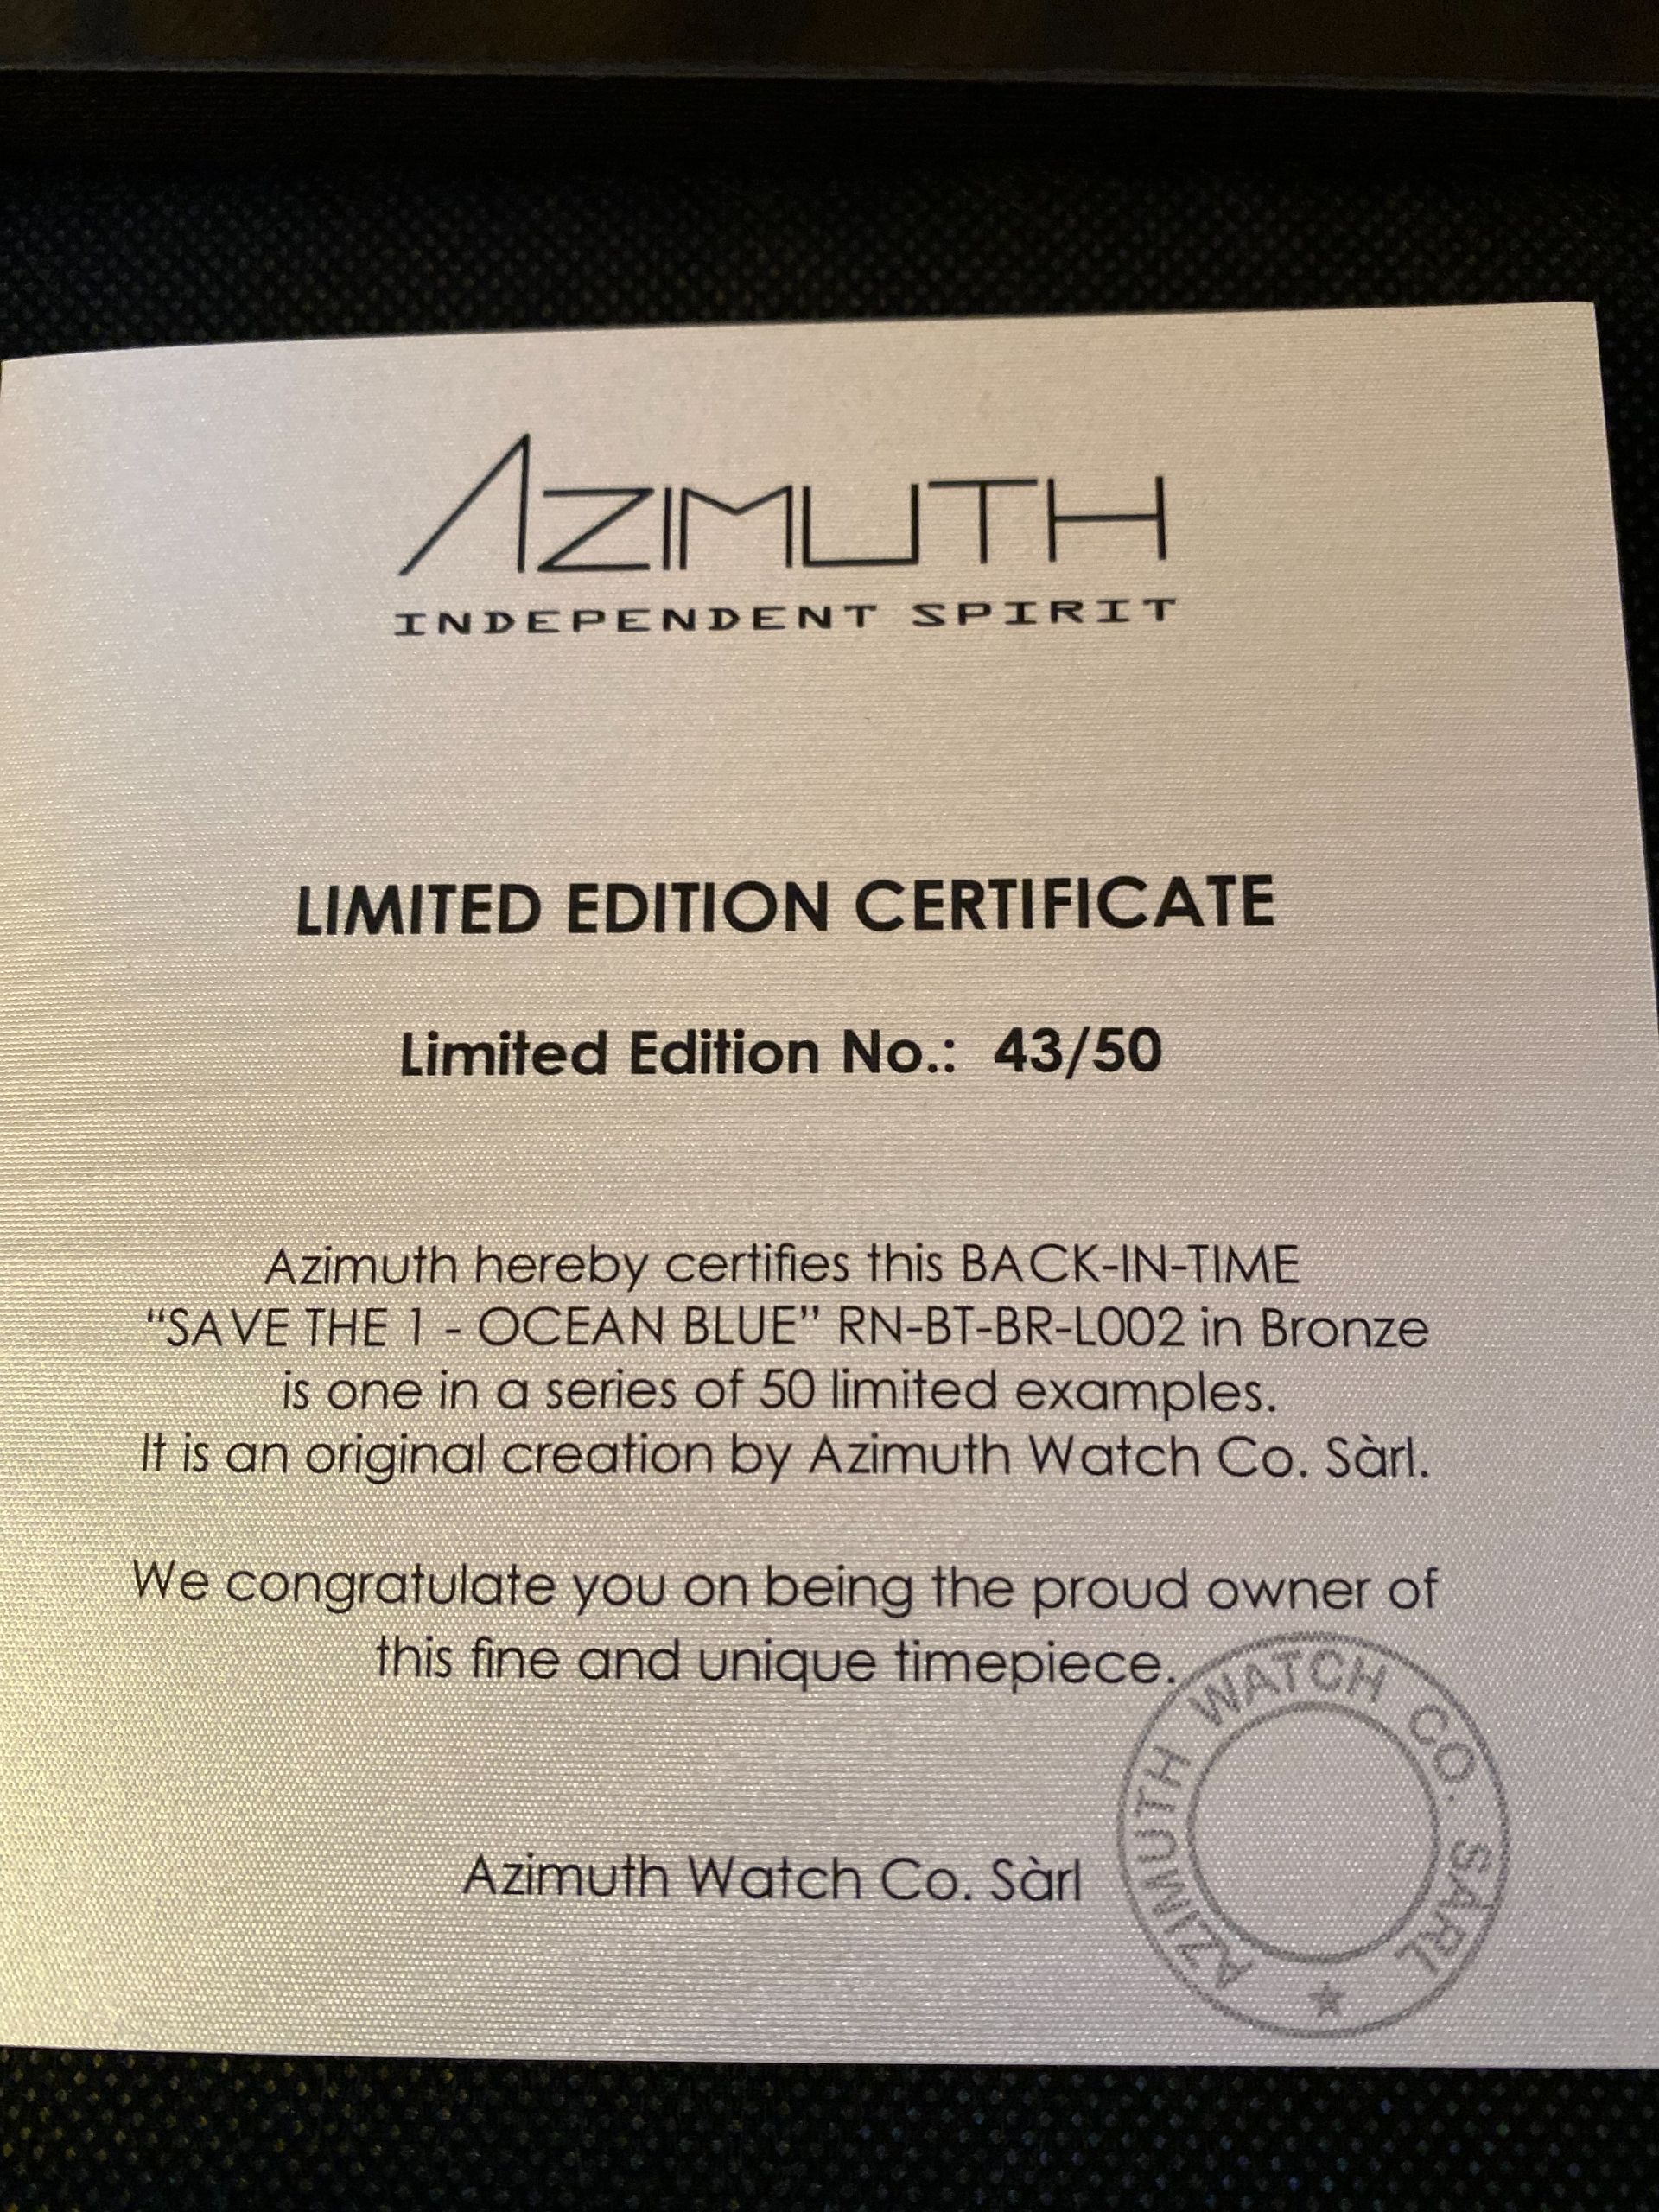 AZIMUTH
INDEPENDENT SPIRIT
LIMITED EDITION CERTIFICATE
Limited Edition No.: 43/50
Azimuth hereby certifies this BACK-IN-TIME
“SAVE THE 1 - OCEAN BLUE” RN-BT-BR-L002 in Bronze
is one in a series of 50 limited examples.
It is an original creation by Azimuth Watch Co. Sàrl.
We congratulate you on being the proud owner of
this fine and unique timepiece.
Azimuth Watch Co. Sàrl
AZIMUTH WATCH CO. SÀRL ★